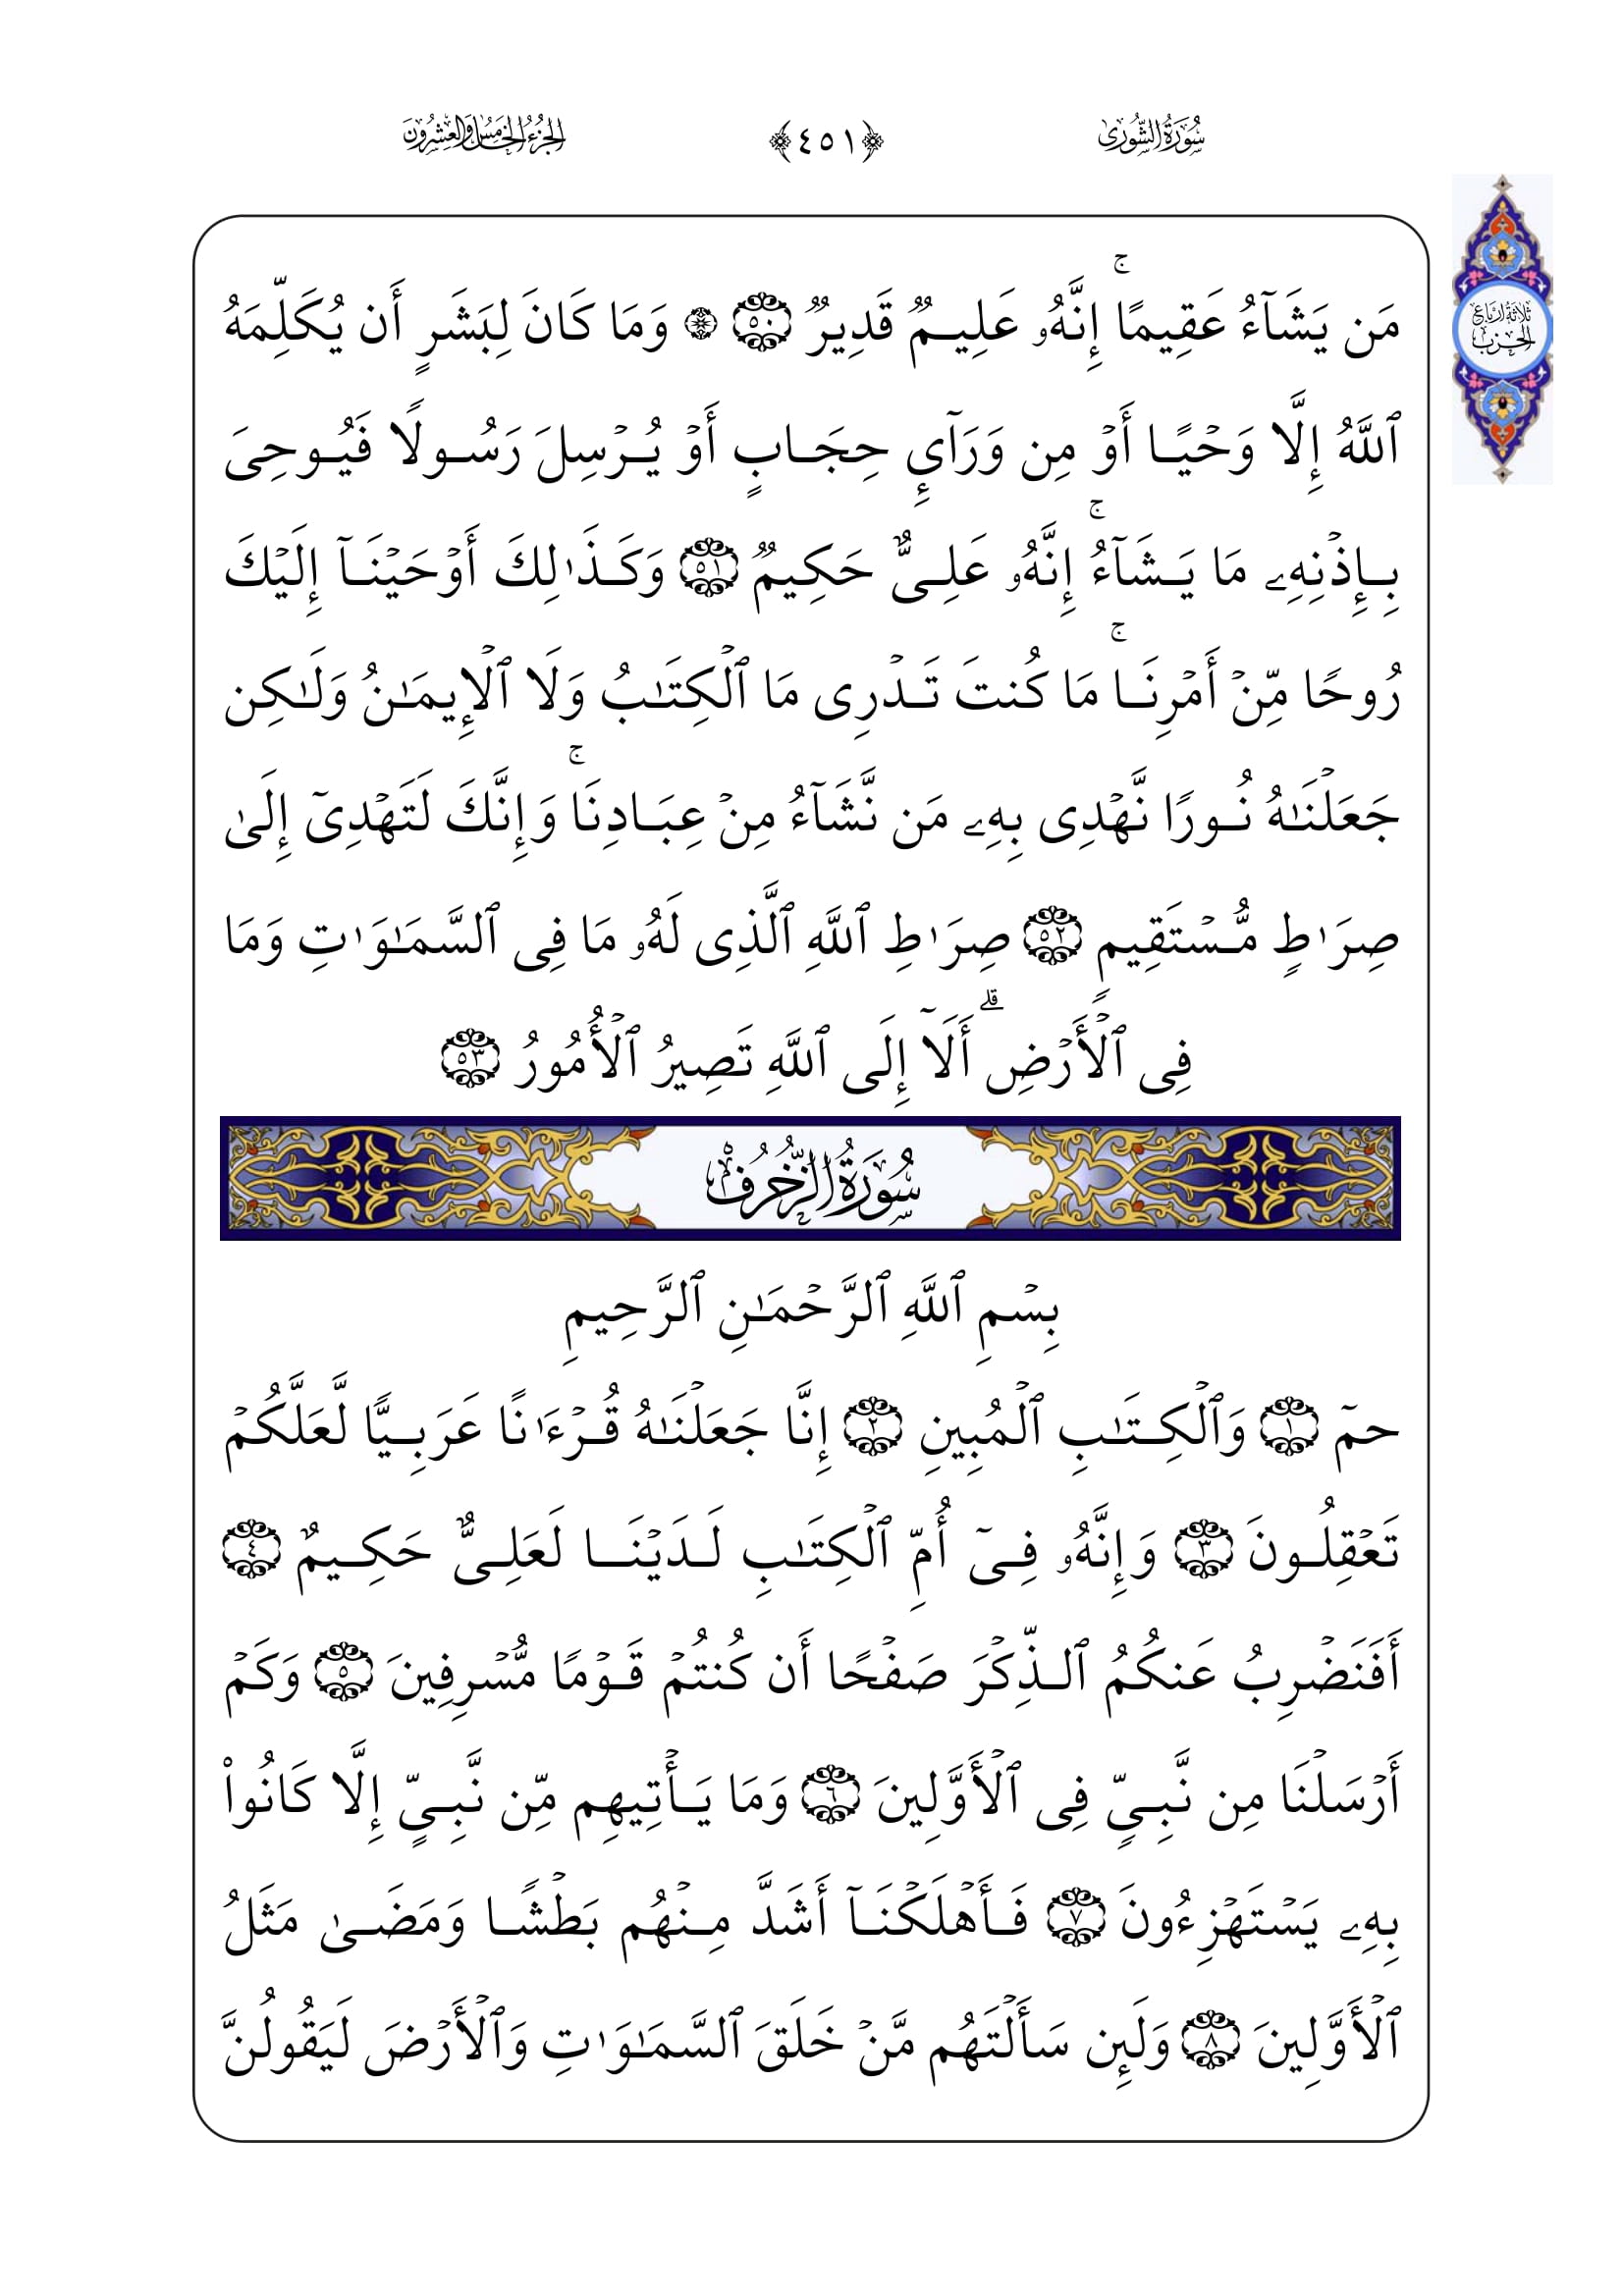 سُورَةُ الشُّورَىٰ ﴿٤٥١﴾ الجُزْءُ الخَامِسُ وَالعِشْرُونَ
ثَلَاثَةُ أَرْبَاعِ
الْحِزْبِ
مَن يَشَآءُ عَقِيمًاۚ إِنَّهُۥ عَلِيمٌۭ قَدِيرٌۭ ٥٠ ۞ وَمَا كَانَ لِبَشَرٍ أَن يُكَلِّمَهُ
ٱللَّهُ إِلَّا وَحْيًا أَوْ مِن وَرَآئِ حِجَابٍ أَوْ يُرْسِلَ رَسُولًا فَيُوحِىَ
بِإِذْنِهِۦ مَا يَشَآءُۚ إِنَّهُۥ عَلِىٌّ حَكِيمٌۭ ٥١ وَكَذَٰلِكَ أَوْحَيْنَآ إِلَيْكَ
رُوحًا مِّنْ أَمْرِنَاۚ مَا كُنتَ تَدْرِى مَا ٱلْكِتَٰبُ وَلَا ٱلْإِيمَٰنُ وَلَٰكِن
جَعَلْنَٰهُ نُورًا نَّهْدِى بِهِۦ مَن نَّشَآءُ مِنْ عِبَادِنَاۚ وَإِنَّكَ لَتَهْدِىٓ إِلَىٰ
صِرَٰطٍ مُّسْتَقِيمٍ ٥٢ صِرَٰطِ ٱللَّهِ ٱلَّذِى لَهُۥ مَا فِى ٱلسَّمَٰوَٰتِ وَمَا
فِى ٱلْأَرْضِۗ أَلَآ إِلَى ٱللَّهِ تَصِيرُ ٱلْأُمُورُ ٥٣
سُورَةُ الزُّخْرُفِ
بِسْمِ ٱللَّهِ ٱلرَّحْمَٰنِ ٱلرَّحِيمِ
حمٓ ١ وَٱلْكِتَٰبِ ٱلْمُبِينِ ٢ إِنَّا جَعَلْنَٰهُ قُرْءَٰنًا عَرَبِيًّا لَّعَلَّكُمْ
تَعْقِلُونَ ٣ وَإِنَّهُۥ فِىٓ أُمِّ ٱلْكِتَٰبِ لَدَيْنَا لَعَلِىٌّ حَكِيمٌ ٤
أَفَنَضْرِبُ عَنكُمُ ٱلذِّكْرَ صَفْحًا أَن كُنتُمْ قَوْمًا مُّسْرِفِينَ ٥ وَكَمْ
أَرْسَلْنَا مِن نَّبِىٍّ فِى ٱلْأَوَّلِينَ ٦ وَمَا يَأْتِيهِم مِّن نَّبِىٍّ إِلَّا كَانُوا۟
بِهِۦ يَسْتَهْزِءُونَ ٧ فَأَهْلَكْنَآ أَشَدَّ مِنْهُم بَطْشًا وَمَضَىٰ مَثَلُ
ٱلْأَوَّلِينَ ٨ وَلَئِن سَأَلْتَهُم مَّنْ خَلَقَ ٱلسَّمَٰوَٰتِ وَٱلْأَرْضَ لَيَقُولُنَّ